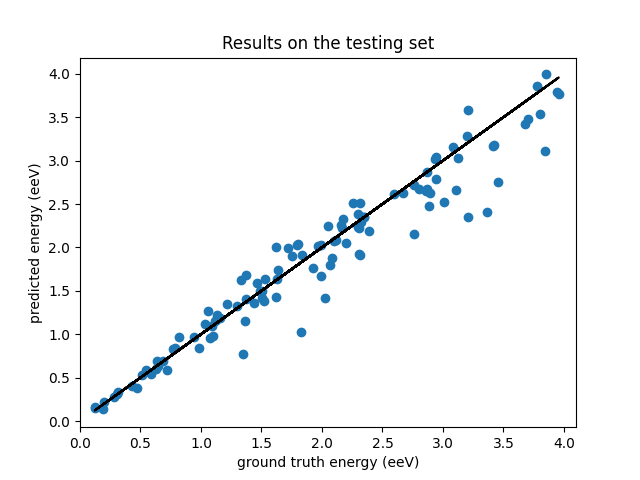 Results on the testing set
4.0
3.5
3.0
2.5
2.0
1.5
1.0
0.5
0.0
predicted energy (eeV)
0.0 0.5 1.0 1.5 2.0 2.5 3.0 3.5 4.0
ground truth energy (eeV)